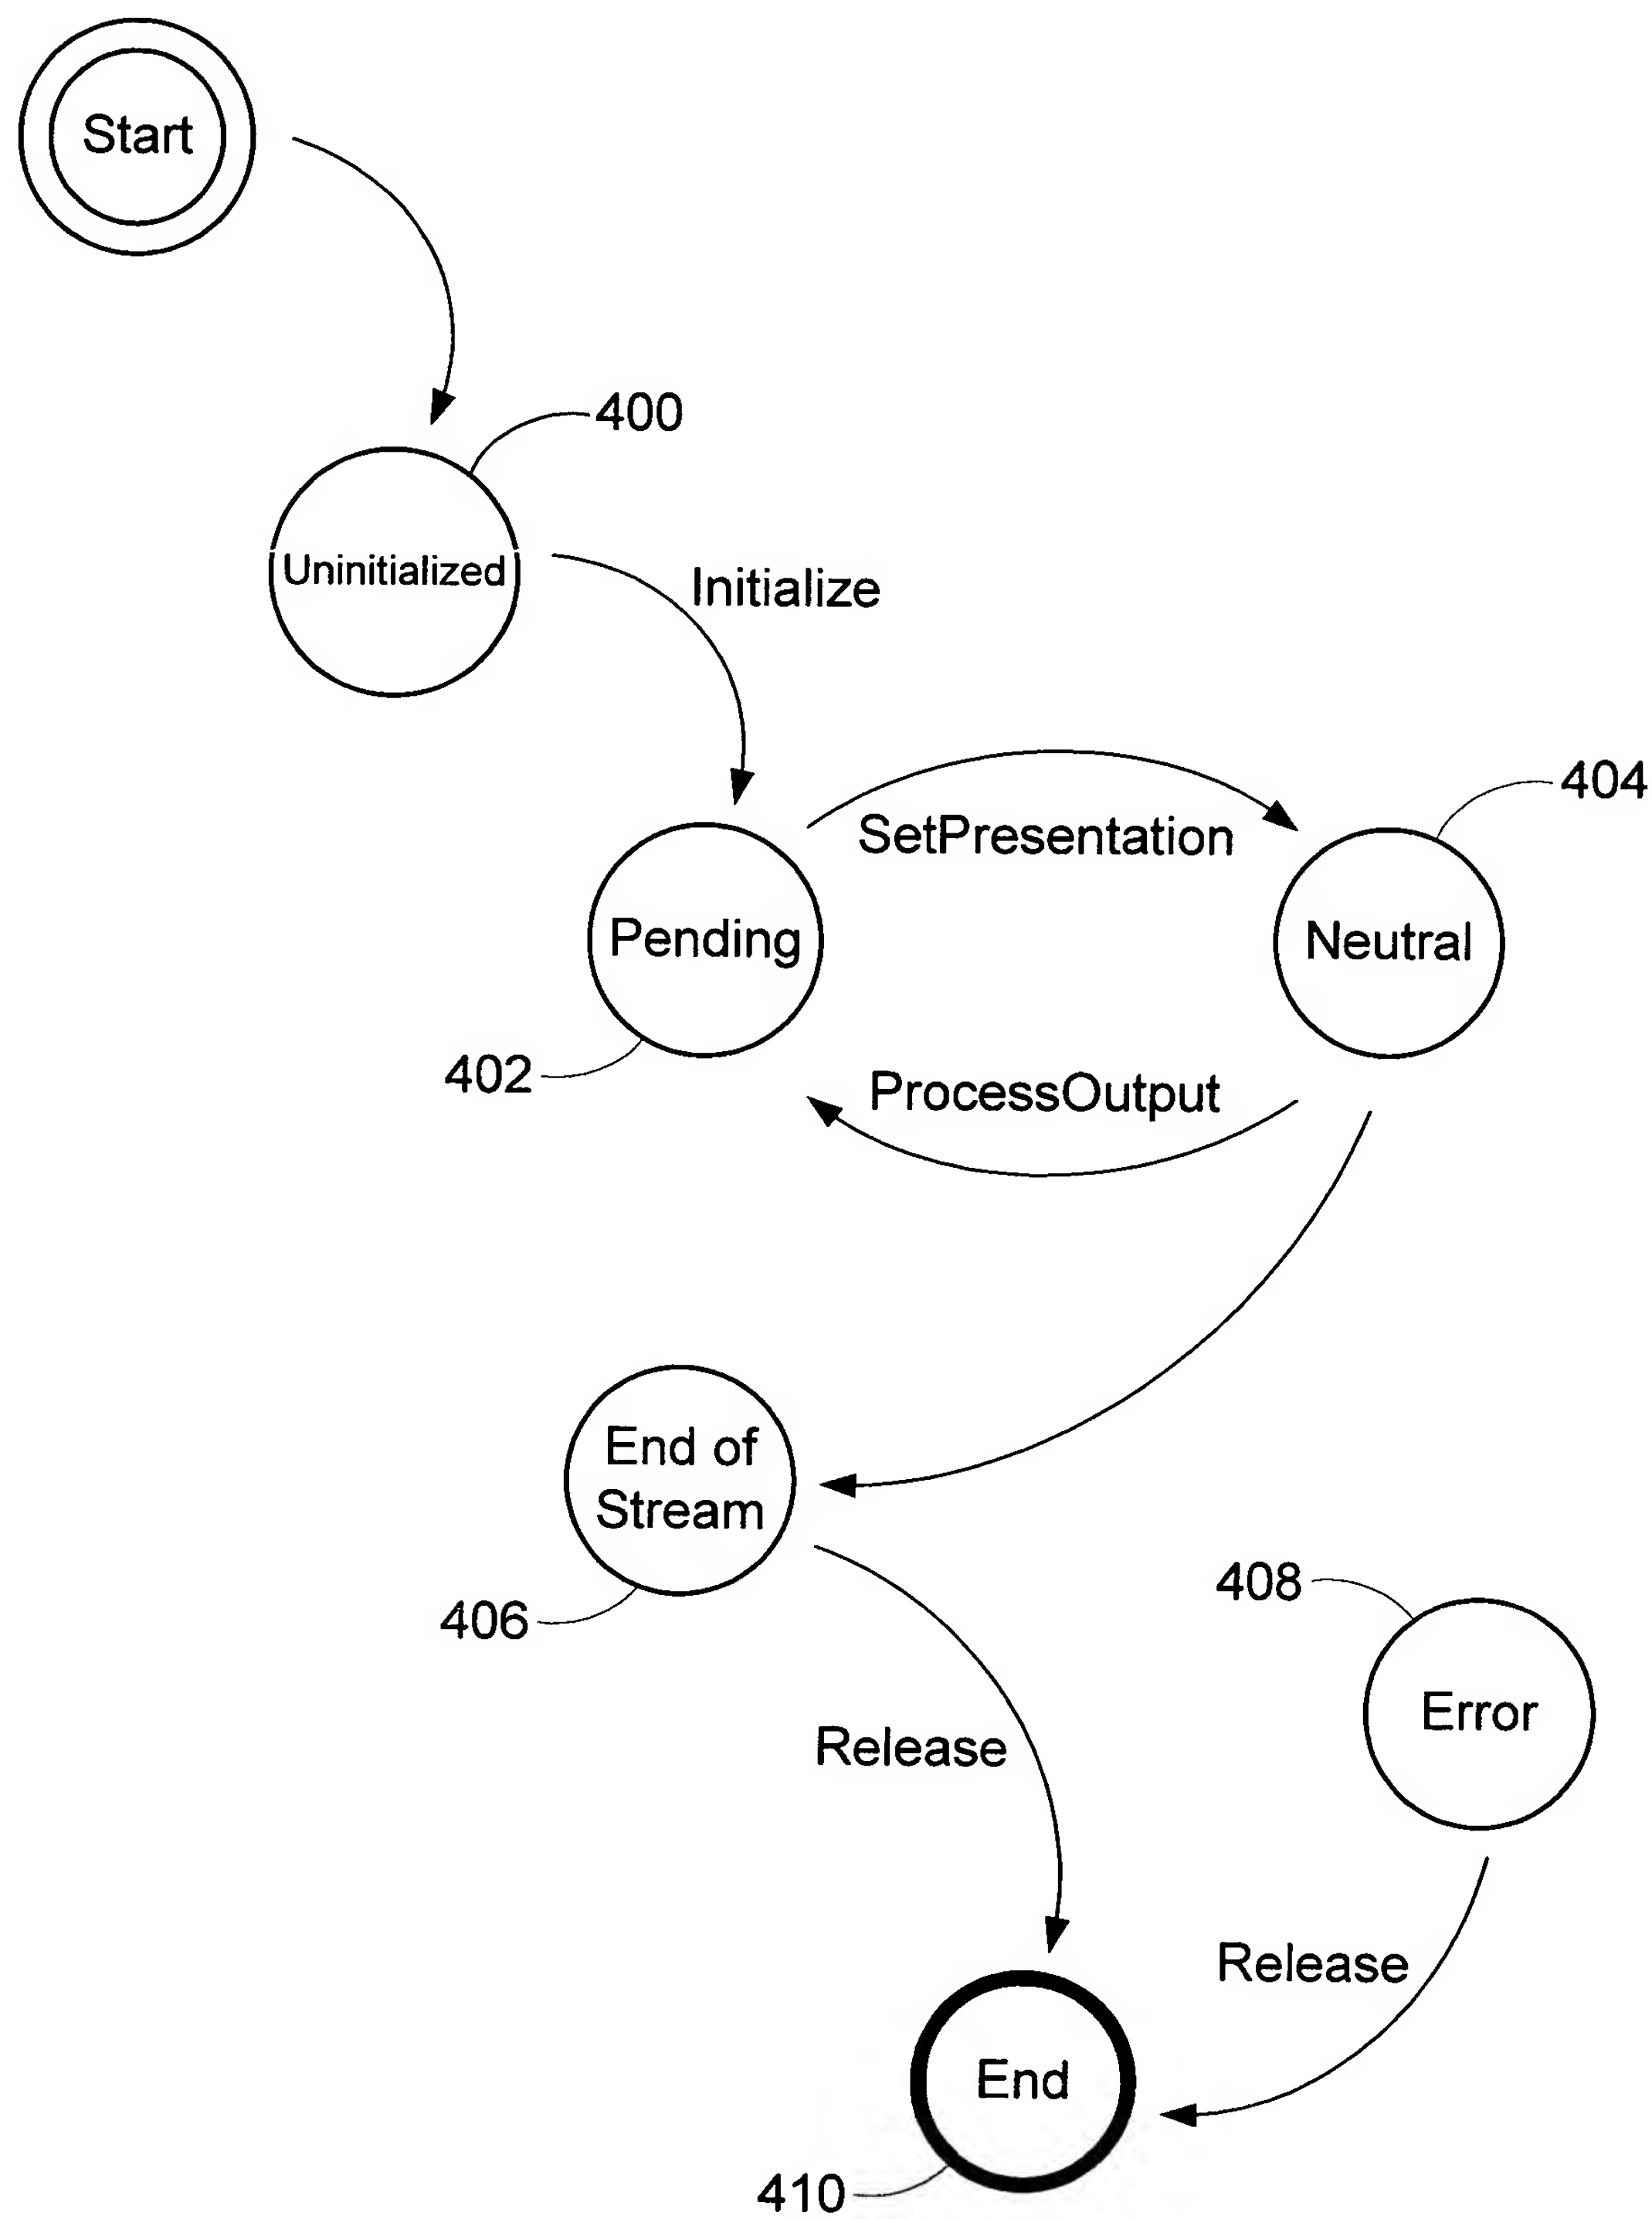 Start
400
Uninitialized
Initialize
404
SetPresentation
Pending
Neutral
402
ProcessOutput
End of
Stream
406
408
Error
Release
Release
End
410